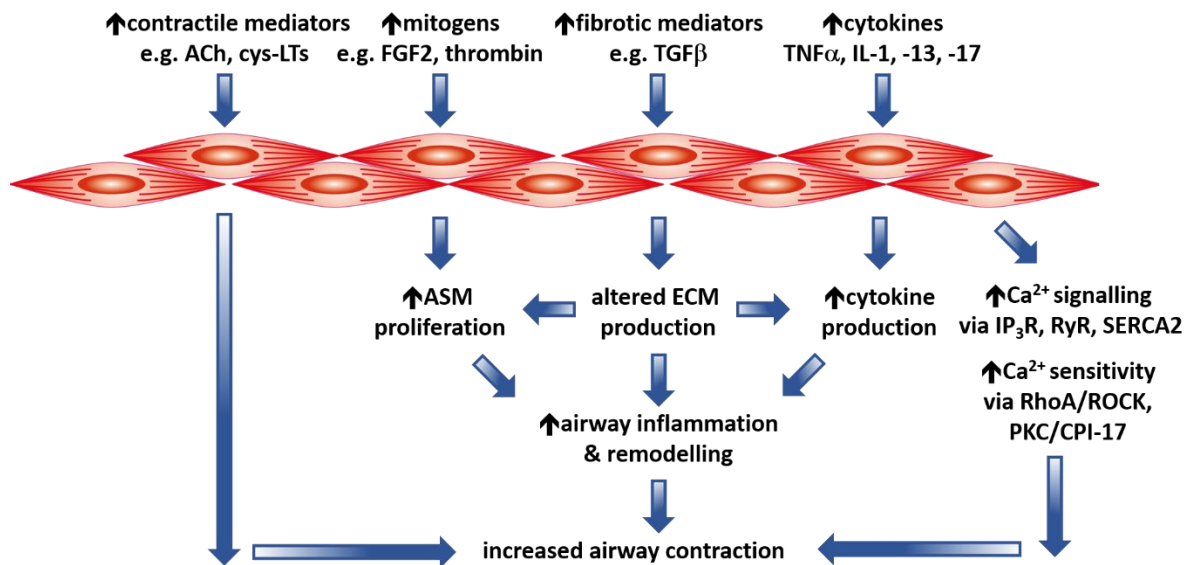 ↑contractile mediators
e.g. ACh, cys-LTs
↑mitogens
e.g. FGF2, thrombin
↑fibrotic mediators
e.g. TGFβ
↑cytokines
TNFα, IL-1, -13, -17
↑ASM
proliferation
altered ECM
production
↑cytokine
production
↑Ca²⁺ signalling
via IP₃R, RyR, SERCA2
↑Ca²⁺ sensitivity
via RhoA/ROCK,
PKC/CPI-17
↑airway inflammation
& remodelling
increased airway contraction